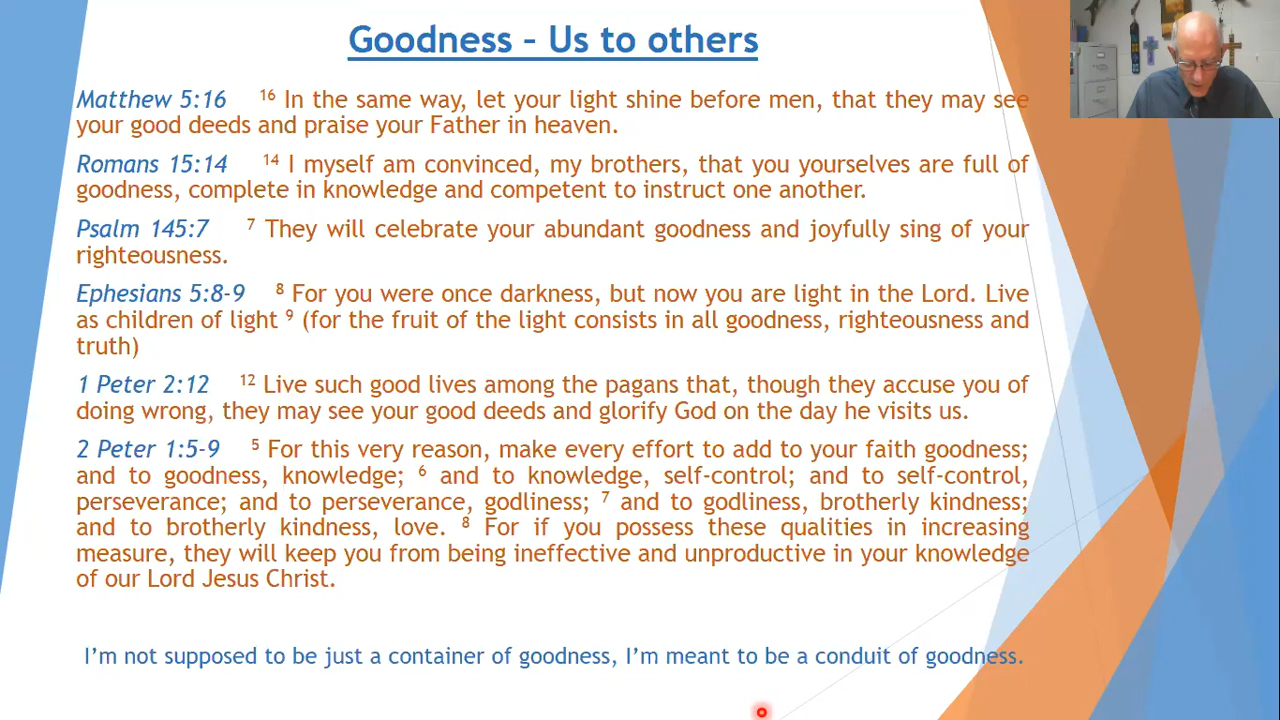 Goodness – Us to others
Matthew 5:16 16 In the same way, let your light shine before men, that they may see
your good deeds and praise your Father in heaven.
Romans 15:14 14 I myself am convinced, my brothers, that you yourselves are full of
goodness, complete in knowledge and competent to instruct one another.
Psalm 145:7 7 They will celebrate your abundant goodness and joyfully sing of your
righteousness.
Ephesians 5:8-9 8 For you were once darkness, but now you are light in the Lord. Live
as children of light 9 (for the fruit of the light consists in all goodness, righteousness and
truth)
1 Peter 2:12 12 Live such good lives among the pagans that, though they accuse you of
doing wrong, they may see your good deeds and glorify God on the day he visits us.
2 Peter 1:5-9 5 For this very reason, make every effort to add to your faith goodness;
and to goodness, knowledge; 6 and to knowledge, self-control; and to self-control,
perseverance; and to perseverance, godliness; 7 and to godliness, brotherly kindness;
and to brotherly kindness, love. 8 For if you possess these qualities in increasing
measure, they will keep you from being ineffective and unproductive in your knowledge
of our Lord Jesus Christ.
I'm not supposed to be just a container of goodness, I'm meant to be a conduit of goodness.